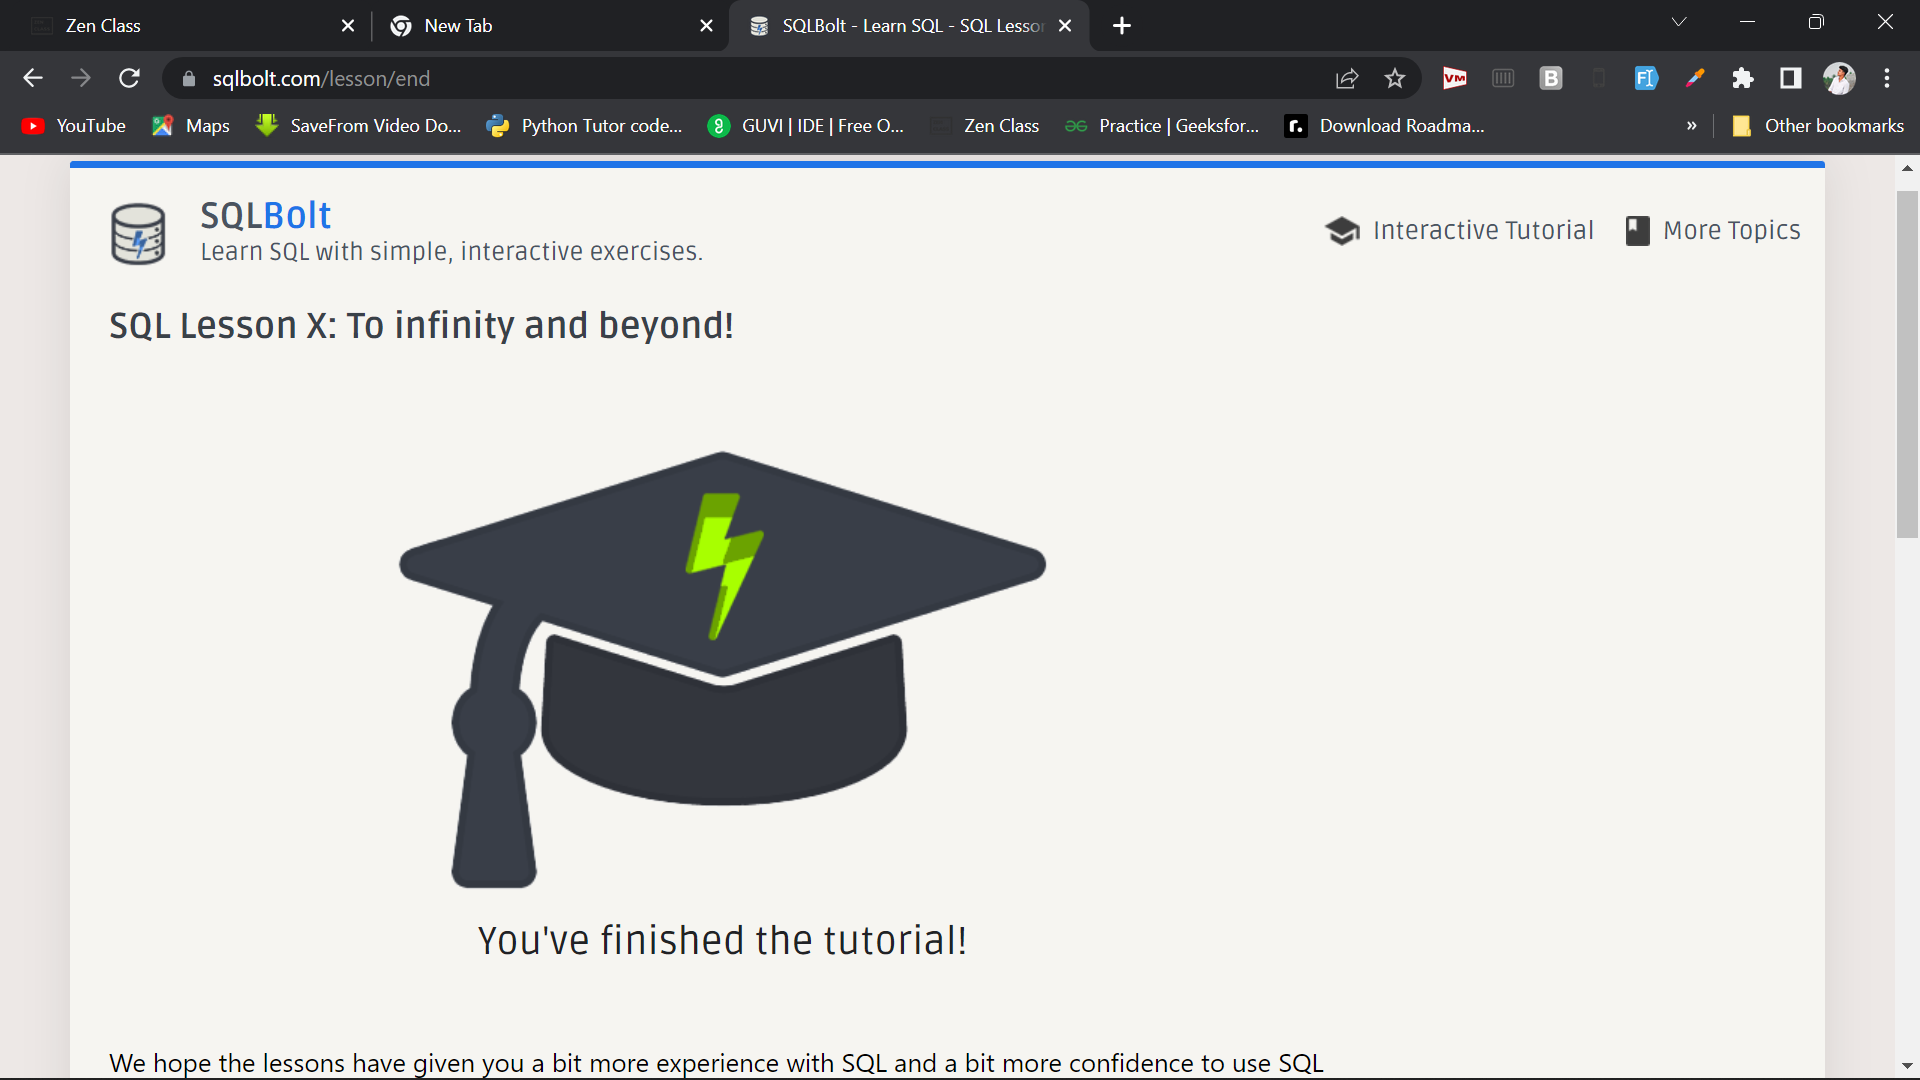 Zen Class
New Tab
SQLBolt - Learn SQL - SQL Lesso
sqlbolt.com/lesson/end
VM
B
YouTube
Maps
SaveFrom Video Do...
Python Tutor code...
GUVI | IDE | Free O...
Zen Class
Practice | Geeksfor...
r.
Download Roadma...
»
Other bookmarks
SQLBolt
Learn SQL with simple, interactive exercises.
Interactive Tutorial
More Topics
SQL Lesson X: To infinity and beyond!
You've finished the tutorial!
We hope the lessons have given you a bit more experience with SQL and a bit more confidence to use SQL